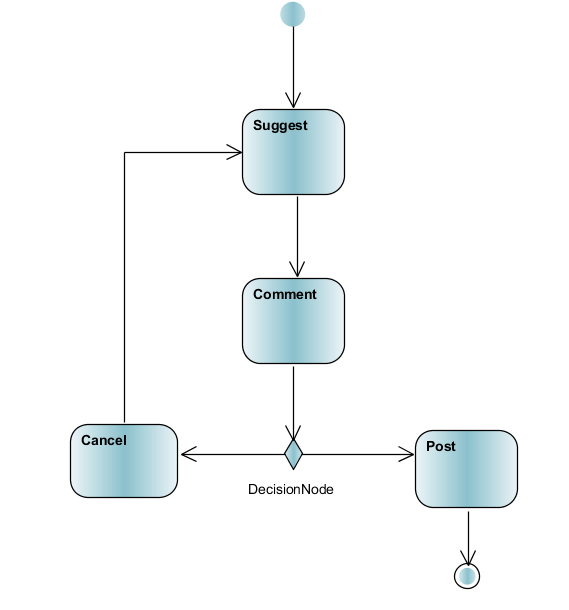 Suggest
Comment
Cancel
Post
DecisionNode